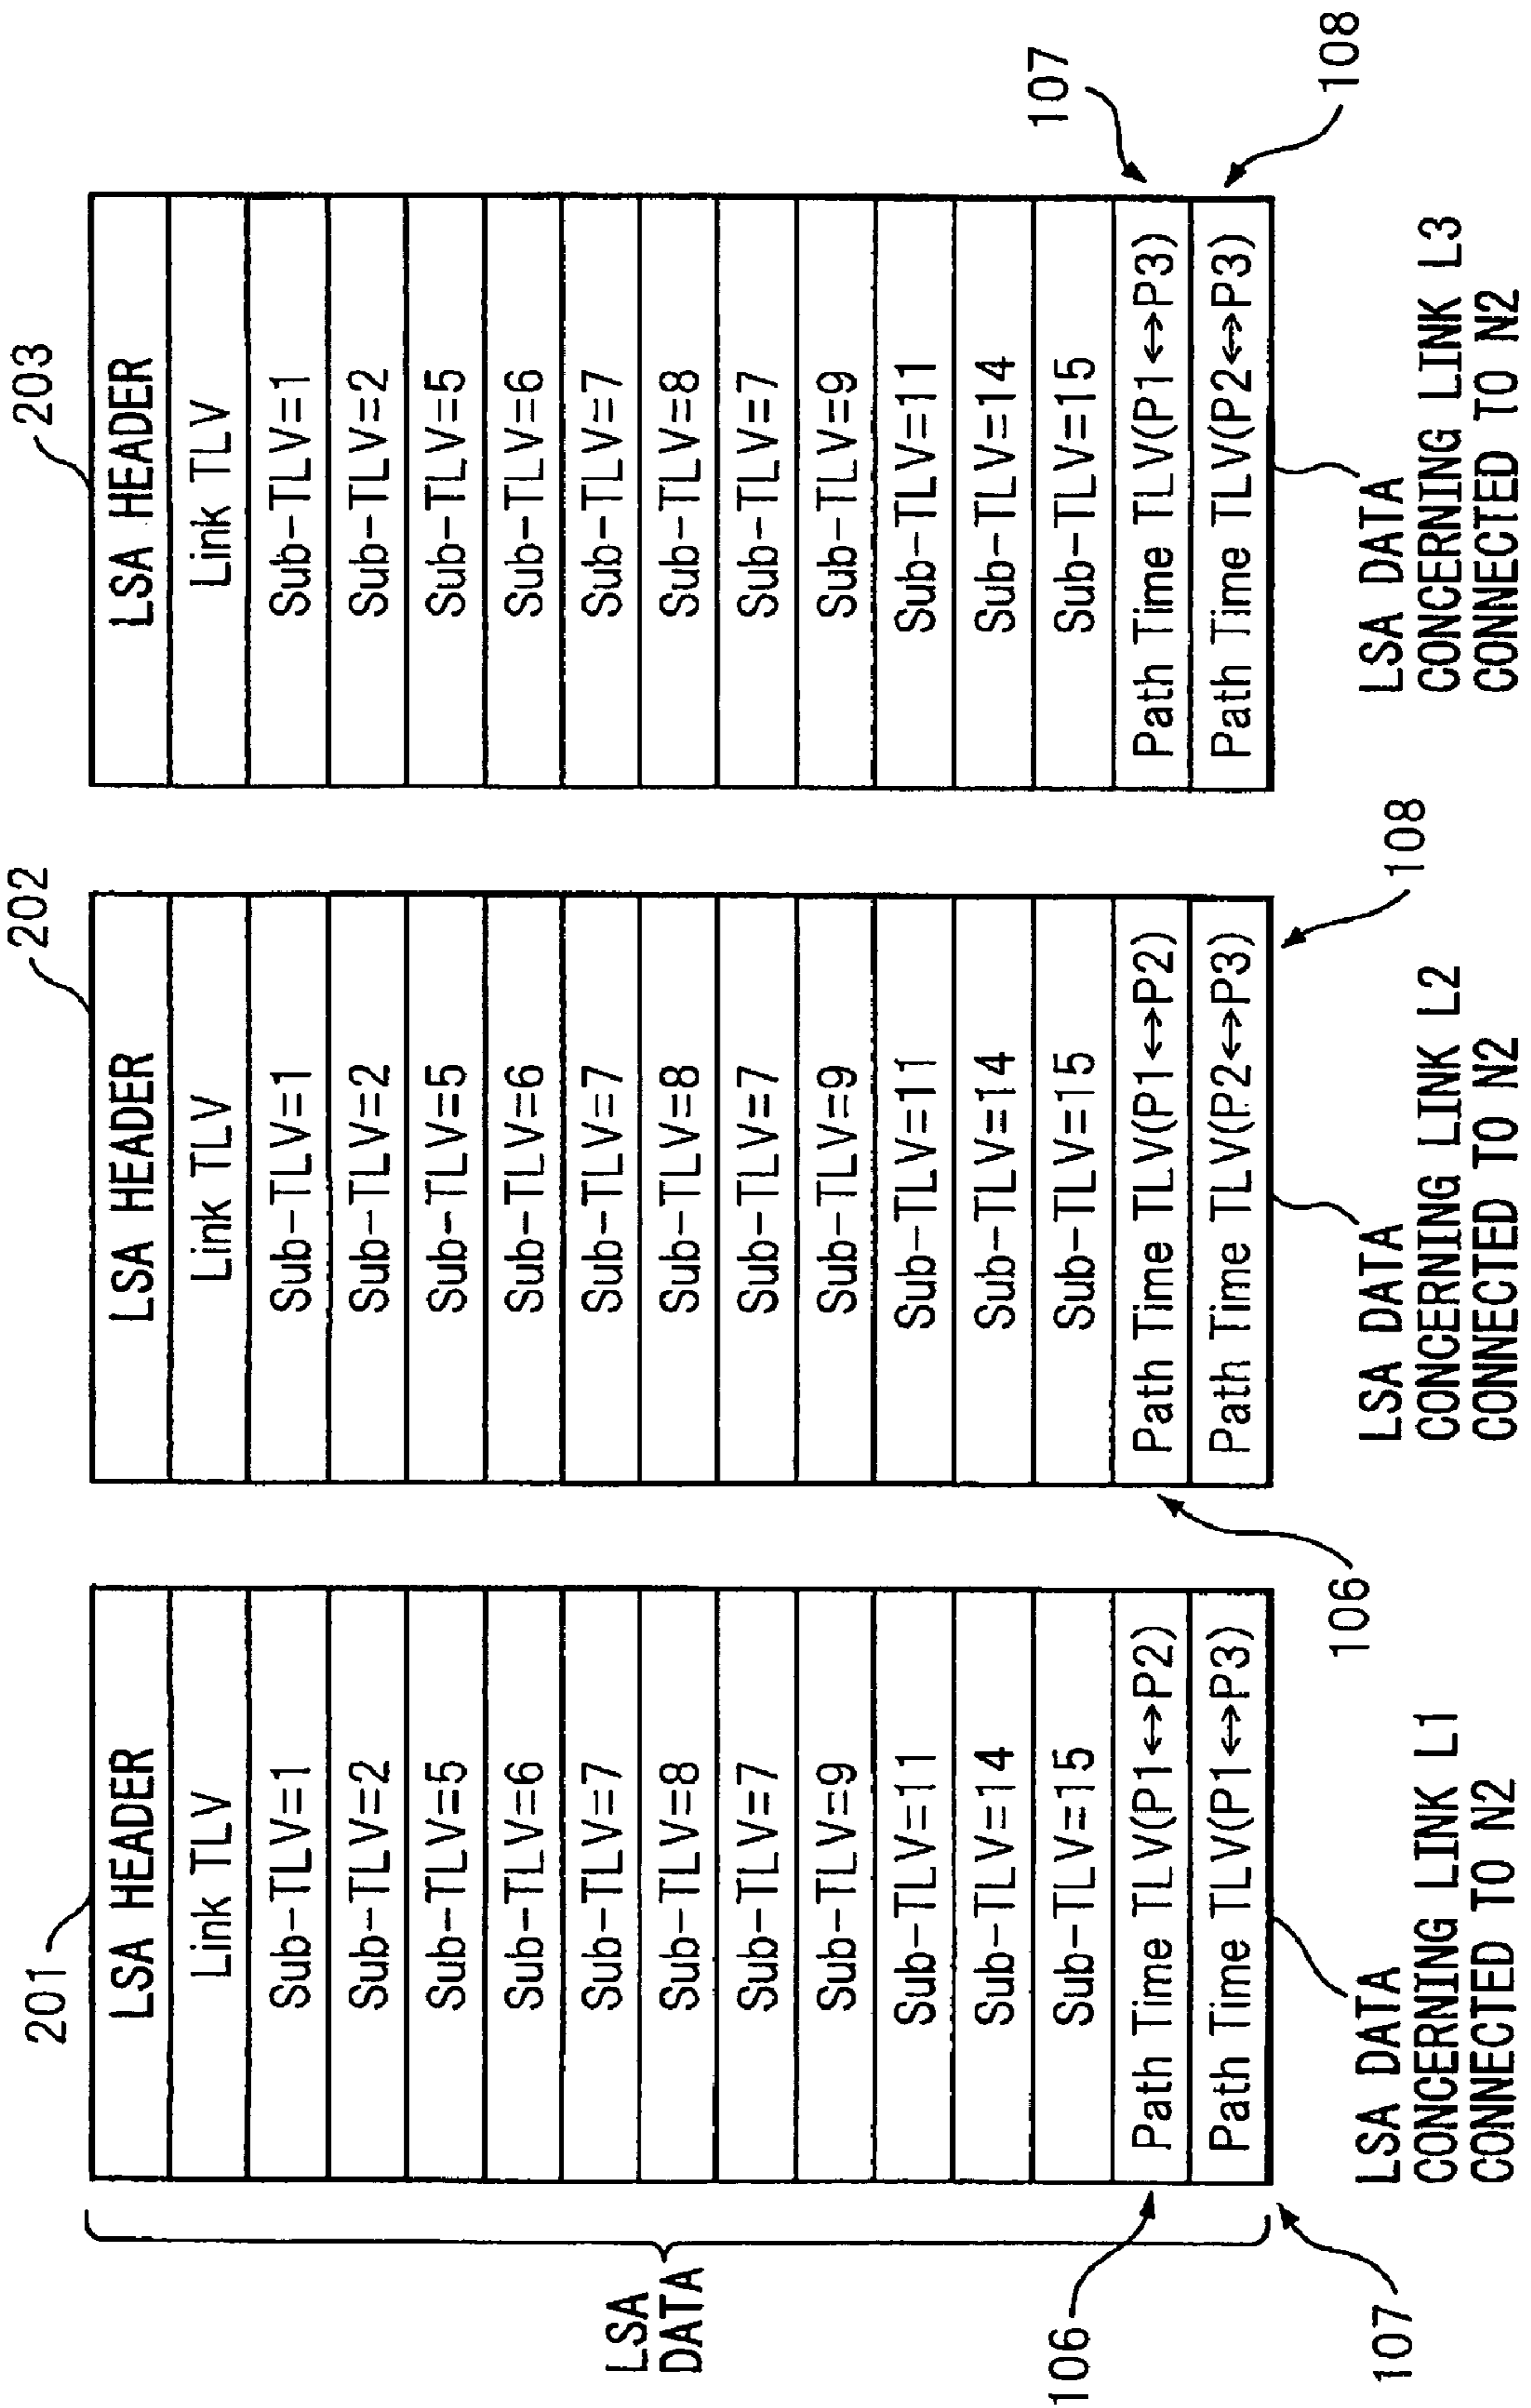 201
LSA HEADER
Link TLV
Sub-TLV=1
Sub-TLV=2
Sub-TLV=5
Sub-TLV=6
Sub-TLV=7
Sub-TLV=8
Sub-TLV=7
Sub-TLV=9
Sub-TLV=11
Sub-TLV=14
Sub-TLV=15
Path Time TLV(P1↔P2)
Path Time TLV(P1↔P3)
LSA
DATA
106
107
LSA DATA
CONCERNING LINK L1
CONNECTED TO N2
202
LSA HEADER
Link TLV
Sub-TLV=1
Sub-TLV=2
Sub-TLV=5
Sub-TLV=6
Sub-TLV=7
Sub-TLV=8
Sub-TLV=7
Sub-TLV=9
Sub-TLV=11
Sub-TLV=14
Sub-TLV=15
Path Time TLV(P1↔P2)
Path Time TLV(P2↔P3)
106
108
LSA DATA
CONCERNING LINK L2
CONNECTED TO N2
203
LSA HEADER
Link TLV
Sub-TLV=1
Sub-TLV=2
Sub-TLV=5
Sub-TLV=6
Sub-TLV=7
Sub-TLV=8
Sub-TLV=7
Sub-TLV=9
Sub-TLV=11
Sub-TLV=14
Sub-TLV=15
Path Time TLV(P1↔P3)
Path Time TLV(P2↔P3)
107
108
LSA DATA
CONCERNING LINK L3
CONNECTED TO N2